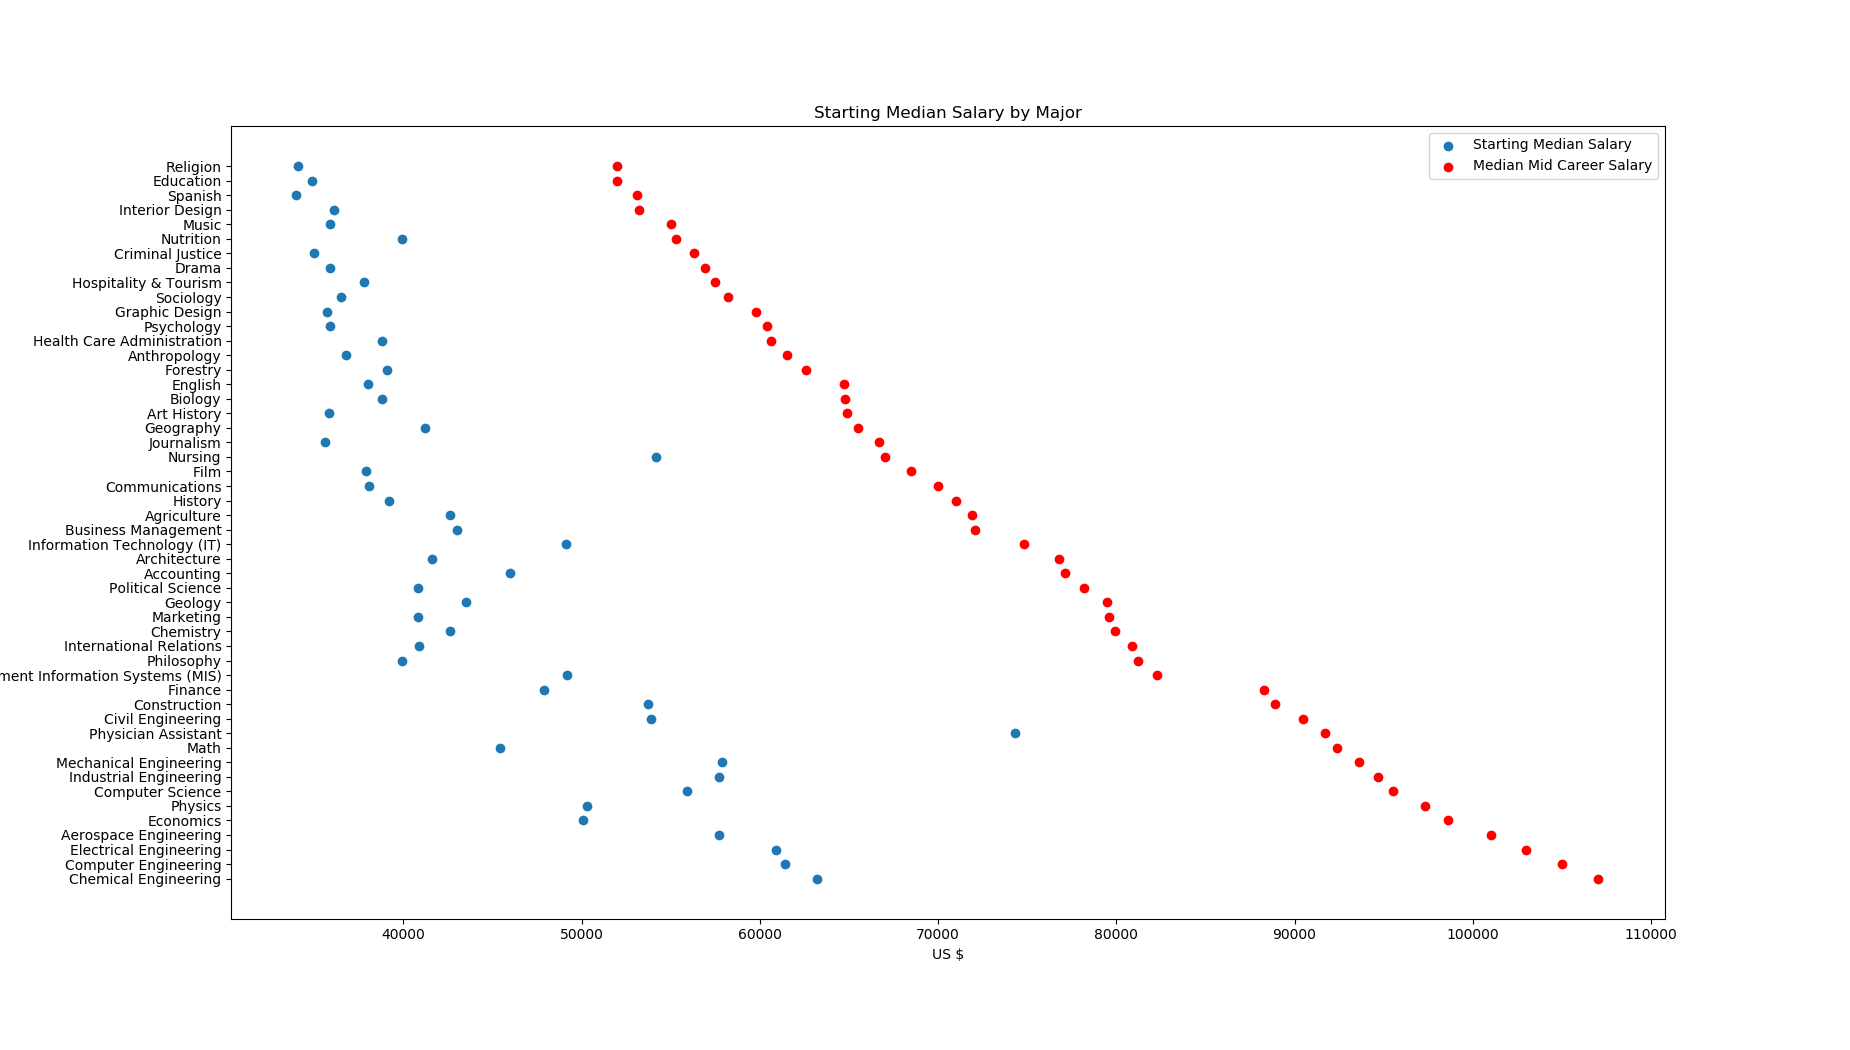 Starting Median Salary by Major
Starting Median Salary
Median Mid Career Salary
Religion
Education
Spanish
Interior Design
Music
Nutrition
Criminal Justice
Drama
Hospitality & Tourism
Sociology
Graphic Design
Psychology
Health Care Administration
Anthropology
Forestry
English
Biology
Art History
Geography
Journalism
Nursing
Film
Communications
History
Agriculture
Business Management
Information Technology (IT)
Architecture
Accounting
Political Science
Geology
Marketing
Chemistry
International Relations
Philosophy
ment Information Systems (MIS)
Finance
Construction
Civil Engineering
Physician Assistant
Math
Mechanical Engineering
Industrial Engineering
Computer Science
Physics
Economics
Aerospace Engineering
Electrical Engineering
Computer Engineering
Chemical Engineering
40000 50000 60000 70000 80000 90000 100000 110000
US $